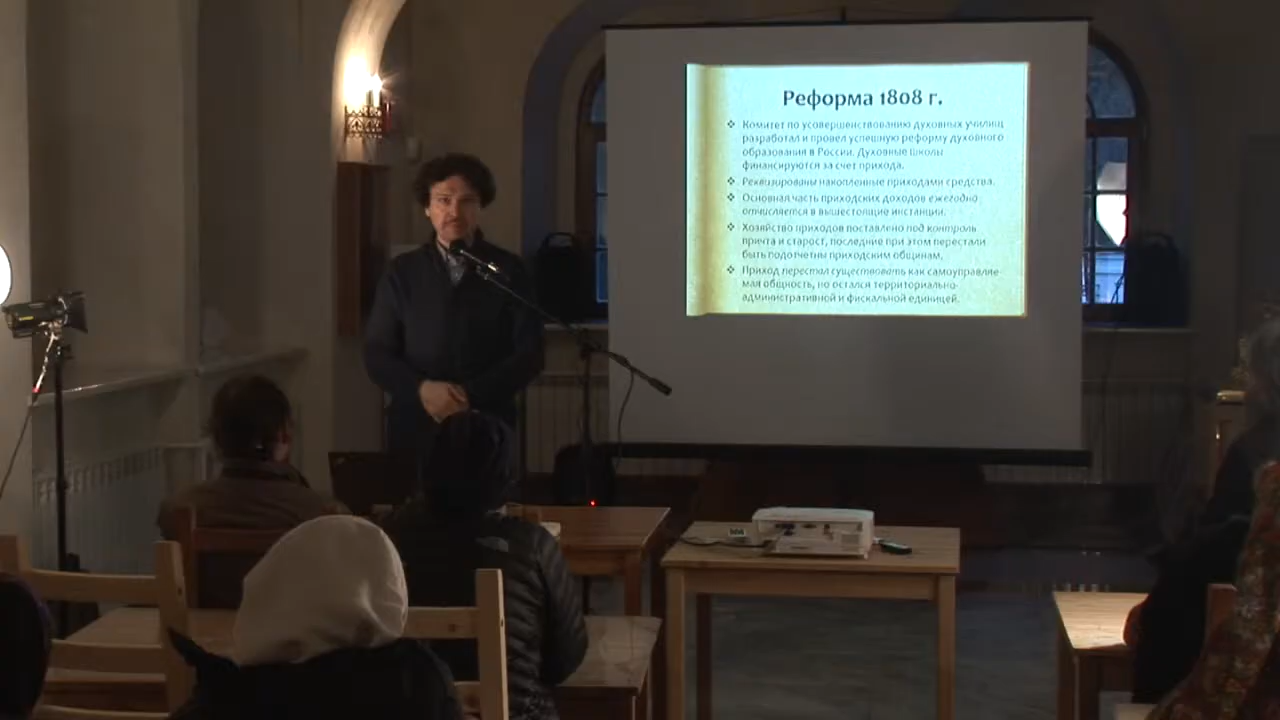 Реформа 1808 г.
Комитет по усовершенствованию духовных училищ
разработал и провел успешную реформу духовного
образования в России. Духовные школы
финансируются за счет прихода.
Реквизированы накопленные приходами средства.
Основная часть приходских доходов ежегодно
отчисляется в вышестоящие инстанции.
Хозяйство приходов поставлено под контроль
причта и старост, последние при этом перестали
быть подотчетны приходским общинам.
Приход перестал существовать как самоуправляе-
мая общность, но остался территориально-
административной и фискальной единицей.